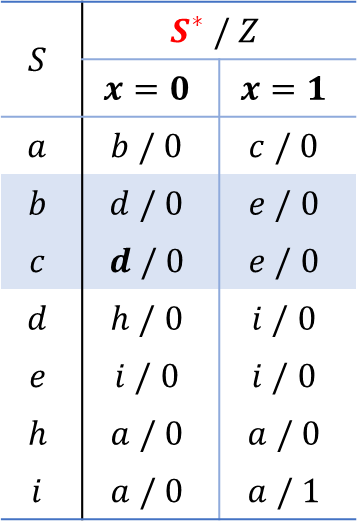 S S* / Z
x = 0 x = 1
a b / 0 c / 0
b d / 0 e / 0
c d / 0 e / 0
d h / 0 i / 0
e i / 0 i / 0
h a / 0 a / 0
i a / 0 a / 1